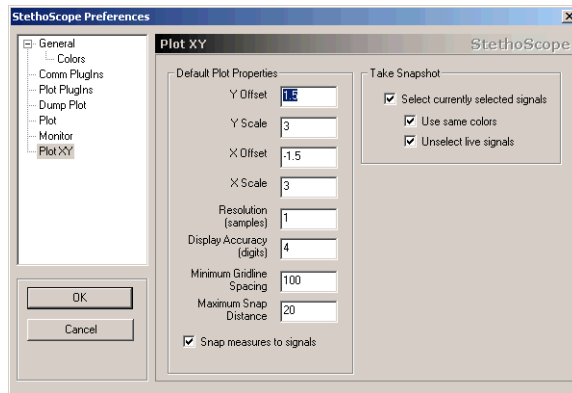 StethoScope Preferences
General
Colors
Comm PlugIns
Plot PlugIns
Dump Plot
Plot
Monitor
Plot XY
OK
Cancel
Plot XY
StethoScope
Default Plot Properties
Y Offset 1.5
Y Scale 3
X Offset -1.5
X Scale 3
Resolution
(samples) 1
Display Accuracy
(digits) 4
Minimum Gridline
Spacing 100
Maximum Snap
Distance 20
Snap measures to signals
Take Snapshot
Select currently selected signals
Use same colors
Unselect live signals